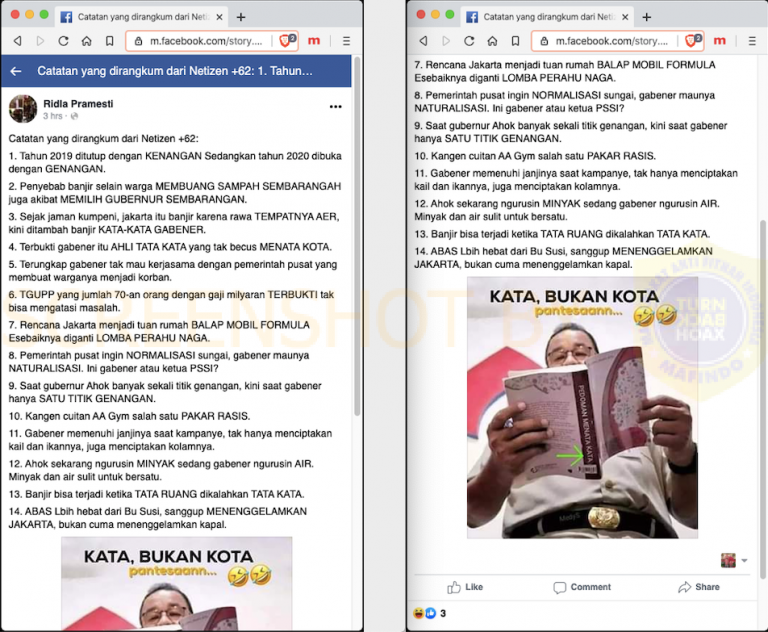 Catatan yang dirangkum dari Neti
m.facebook.com/story....
Catatan yang dirangkum dari Netizen +62: 1. Tahun…
Ridla Pramesti
3 hrs
Catatan yang dirangkum dari Netizen +62:
1. Tahun 2019 ditutup dengan KENANGAN Sedangkan tahun 2020 dibuka
dengan GENANGAN.
2. Penyebab banjir selain warga MEMBUANG SAMPAH SEMBARANGAH
juga akibat MEMILIH GUBERNUR SEMBARANGAN.
3. Sejak jaman kumpeni, jakarta itu banjir karena rawa TEMPATNYA AER,
kini ditambah banjir KATA-KATA GABENER.
4. Terbukti gabener itu AHLI TATA KATA yang tak becus MENATA KOTA.
5. Terungkap gabener tak mau kerjasama dengan pemerintah pusat yang
membuat warganya menjadi korban.
6. TGUPP yang jumlah 70-an orang dengan gaji milyaran TERBUKTI tak
bisa mengatasi masalah.
7. Rencana Jakarta menjadi tuan rumah BALAP MOBIL FORMULA
Esebaiknya diganti LOMBA PERAHU NAGA.
8. Pemerintah pusat ingin NORMALISASI sungai, gabener maunya
NATURALISASI. Ini gabener atau ketua PSSI?
9. Saat gubernur Ahok banyak sekali titik genangan, kini saat gabener
hanya SATU TITIK GENANGAN.
10. Kangen cuitan AA Gym salah satu PAKAR RASIS.
11. Gabener memenuhi janjinya saat kampanye, tak hanya menciptakan
kail dan ikannya, juga menciptakan kolamnya.
12. Ahok sekarang ngurusin MINYAK sedang gabener ngurusin AIR.
Minyak dan air sulit untuk bersatu.
13. Banjir bisa terjadi ketika TATA RUANG dikalahkan TATA KATA.
14. ABAS Lbih hebat dari Bu Susi, sanggup MENENGGELAMKAN
JAKARTA, bukan cuma menenggelamkan kapal.
KATA, BUKAN KOTA
pantesaann...
Catatan yang dirangkum dari Neti
m.facebook.com/story....
7. Rencana Jakarta menjadi tuan rumah BALAP MOBIL FORMULA
Esebaiknya diganti LOMBA PERAHU NAGA.
8. Pemerintah pusat ingin NORMALISASI sungai, gabener maunya
NATURALISASI. Ini gabener atau ketua PSSI?
9. Saat gubernur Ahok banyak sekali titik genangan, kini saat gabener
hanya SATU TITIK GENANGAN.
10. Kangen cuitan AA Gym salah satu PAKAR RASIS.
11. Gabener memenuhi janjinya saat kampanye, tak hanya menciptakan
kail dan ikannya, juga menciptakan kolamnya.
12. Ahok sekarang ngurusin MINYAK sedang gabener ngurusin AIR.
Minyak dan air sulit untuk bersatu.
13. Banjir bisa terjadi ketika TATA RUANG dikalahkan TATA KATA.
14. ABAS Lbih hebat dari Bu Susi, sanggup MENENGGELAMKAN
JAKARTA, bukan cuma menenggelamkan kapal.
KATA, BUKAN KOTA
pantesaann...
PEDOMAN MENATA KATA
Like
Comment
Share
3
SCREENSHOT BY
ANTI FITNAH
TURN
BACK
HOAX
MAFINDO